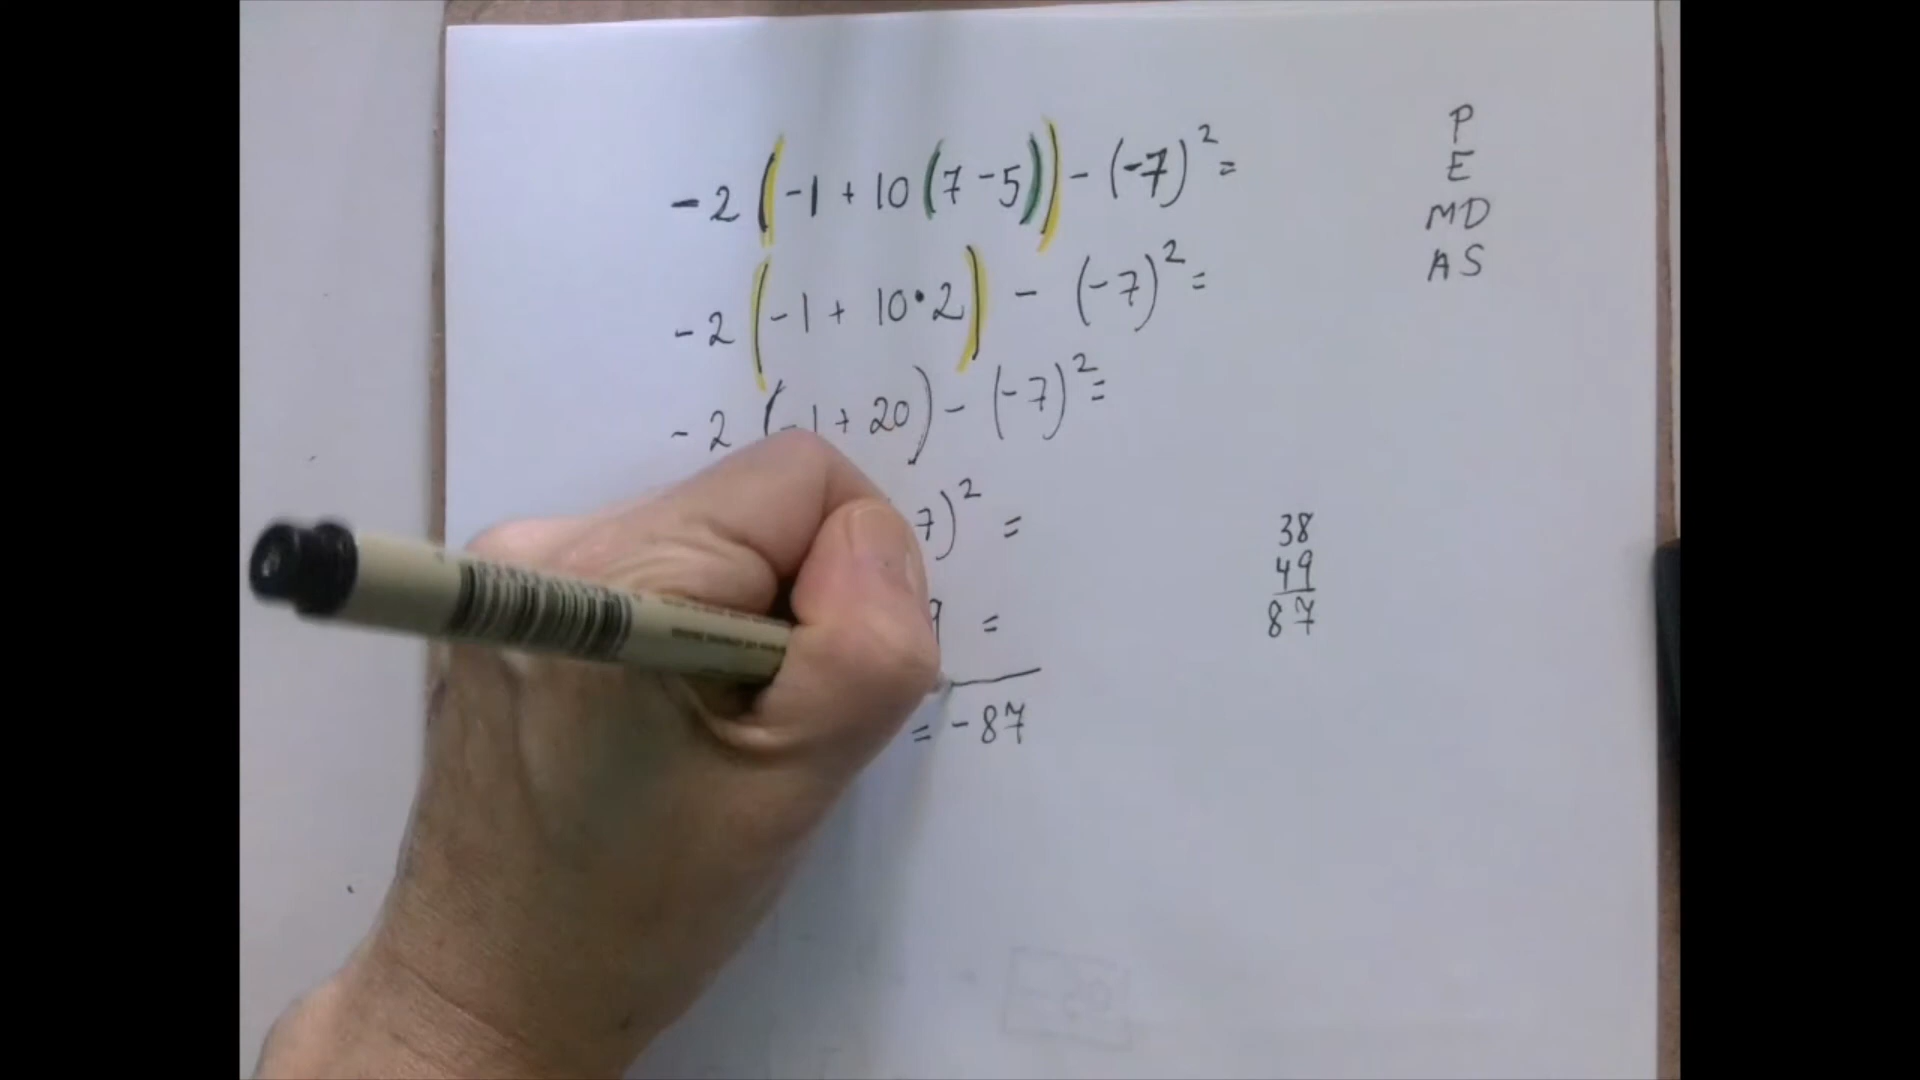 -2(-1+10(7-5))-(-7)²=
-2(-1+10•2)-(-7)²=
-2(-1+20)-(-7)²=
7)²=
9=
=-87
P
E
MD
AS
38
49
87